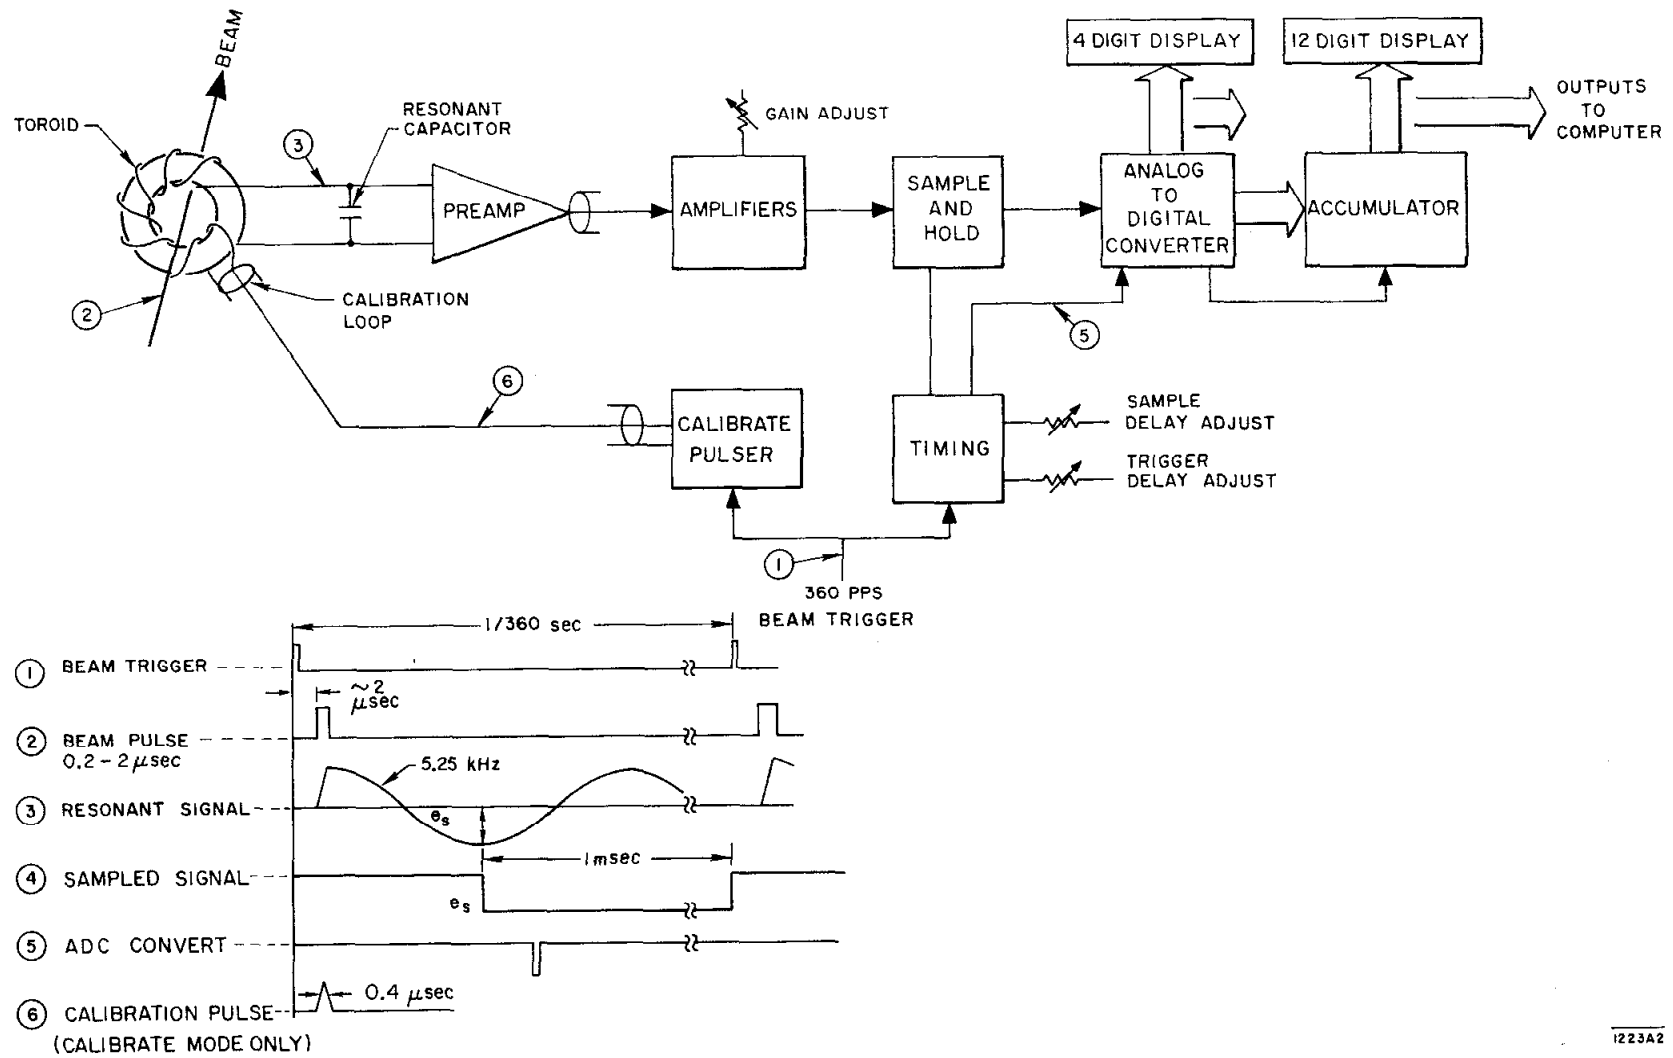 BEAM
TOROID
3
RESONANT
CAPACITOR
GAIN ADJUST
4 DIGIT DISPLAY
12 DIGIT DISPLAY
OUTPUTS
TO
COMPUTER
PREAMP
AMPLIFIERS
SAMPLE
AND
HOLD
ANALOG
TO
DIGITAL
CONVERTER
ACCUMULATOR
2
CALIBRATION
LOOP
5
6
CALIBRATE
PULSER
TIMING
SAMPLE
DELAY ADJUST
TRIGGER
DELAY ADJUST
1
360 PPS
BEAM TRIGGER
1/360 sec
1 BEAM TRIGGER
~2
μsec
2 BEAM PULSE
0.2-2 μsec
5.25 kHz
3 RESONANT SIGNAL
es
1msec
4 SAMPLED SIGNAL
es
5 ADC CONVERT
0.4 μsec
6 CALIBRATION PULSE
(CALIBRATE MODE ONLY)
1223A2